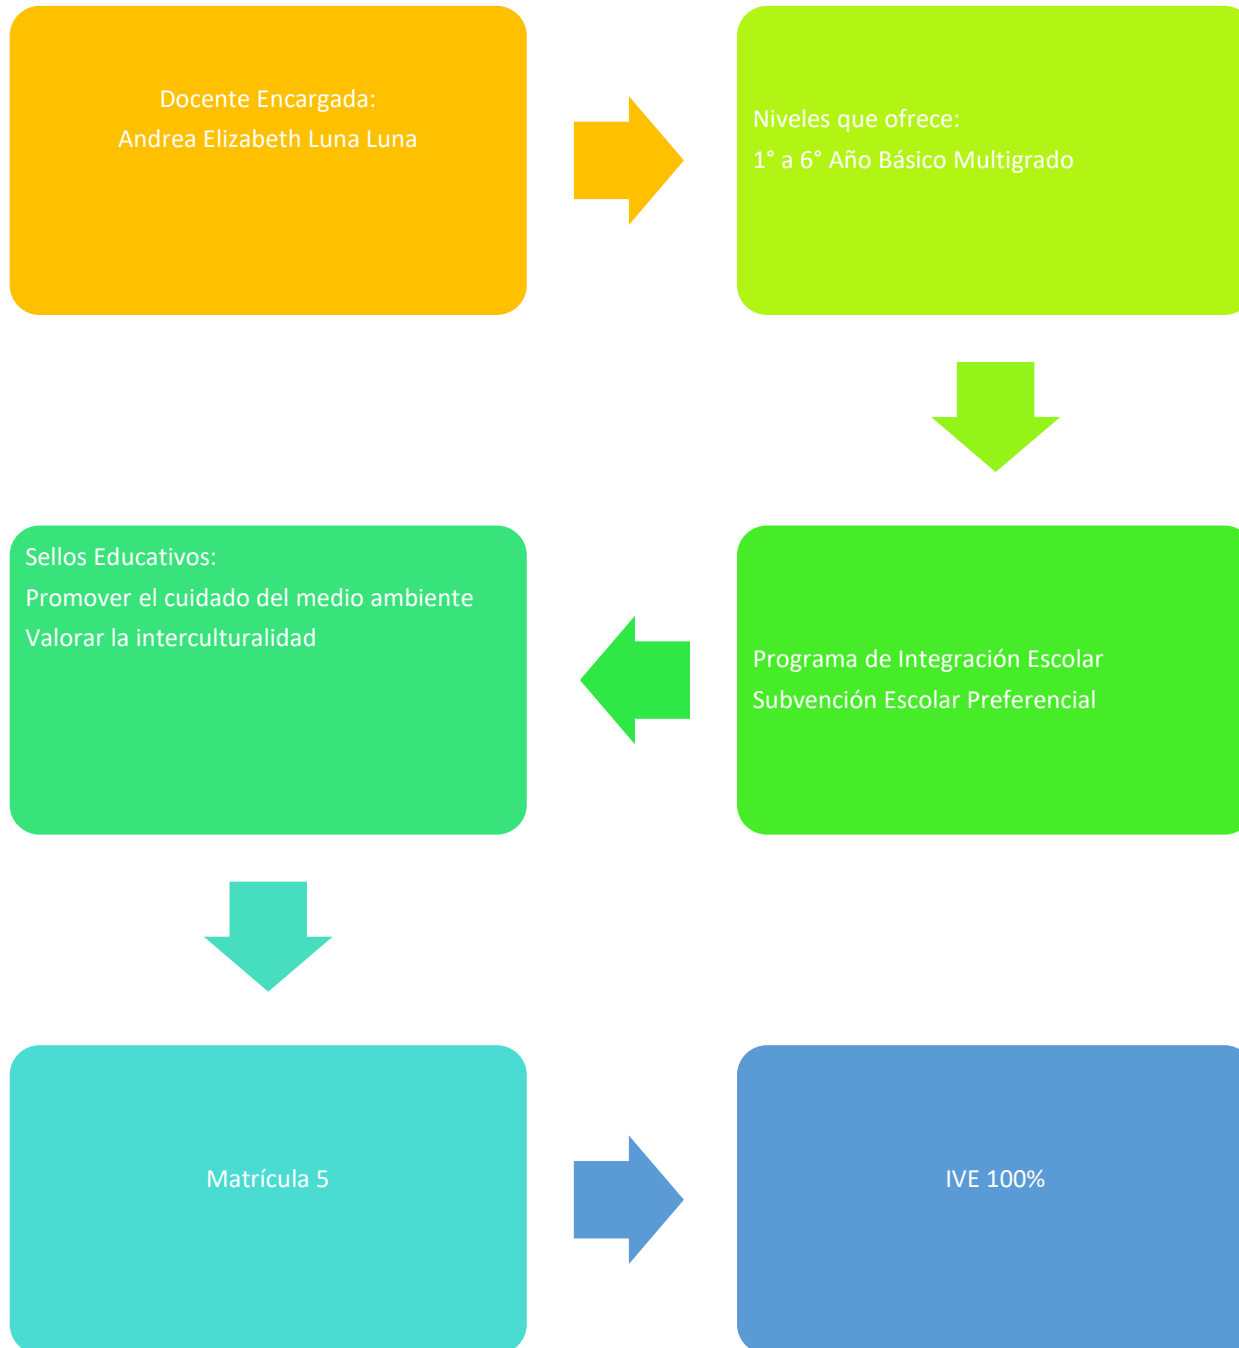 Docente Encargada:
Andrea Elizabeth Luna Luna
Niveles que ofrece:
1° a 6° Año Básico Multigrado
Programa de Integración Escolar
Subvención Escolar Preferencial
Sellos Educativos:
Promover el cuidado del medio ambiente
Valorar la interculturalidad
Matrícula 5
IVE 100%